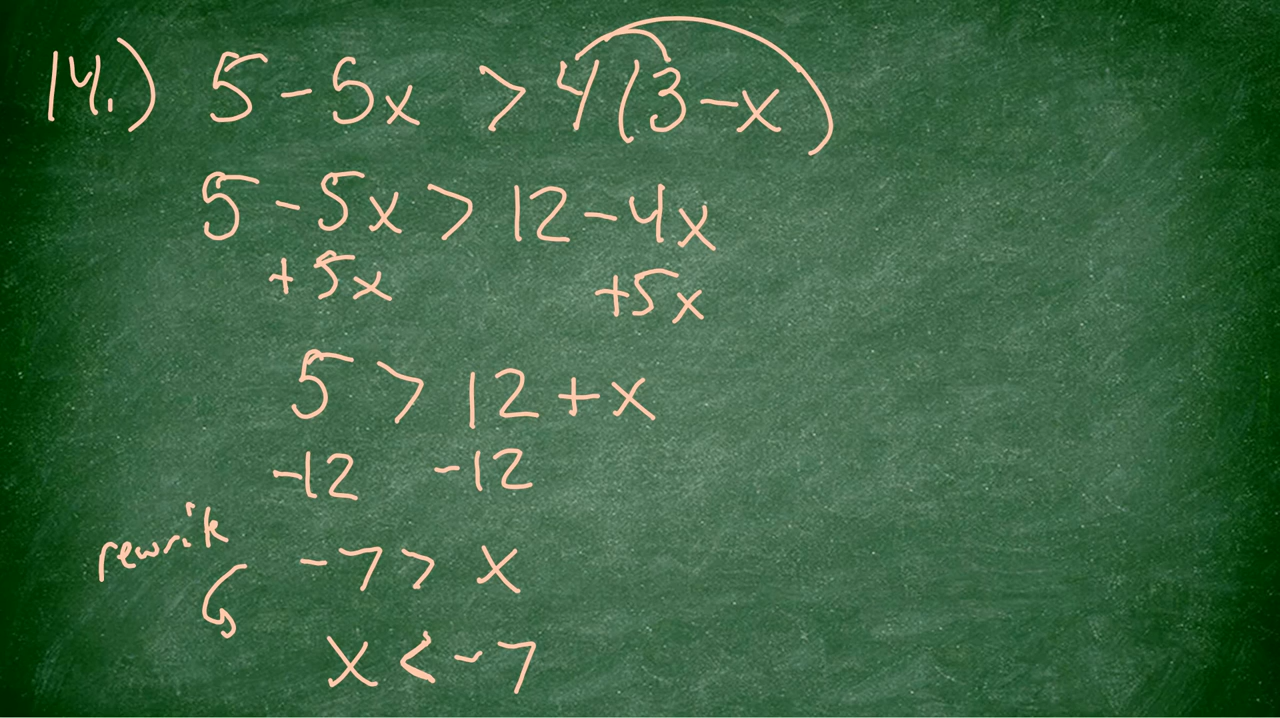 14.) 5 - 5x > 4(3 - x)
5 - 5x > 12 - 4x
+ 5x +5x
5 > 12 + x
-12 -12
rewrite
-7 > x
x < -7